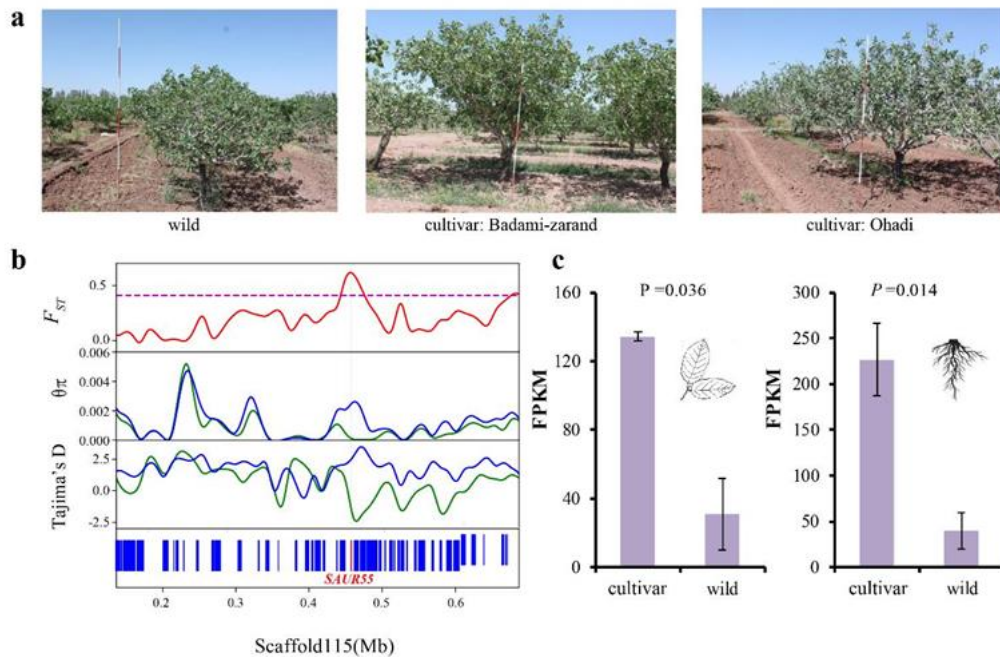 a
wild
cultivar: Badami-zarand
cultivar: Ohadi
b
F_ST
0.5
0.0
θπ
0.006
0.004
0.002
0.000
Tajima's D
2.5
0.0
-2.5
SAUR55
0.2 0.3 0.4 0.5 0.6
Scaffold115(Mb)
c
P =0.036
FPKM
160
120
80
40
0
cultivar wild
P =0.014
FPKM
300
250
200
150
100
50
0
cultivar wild